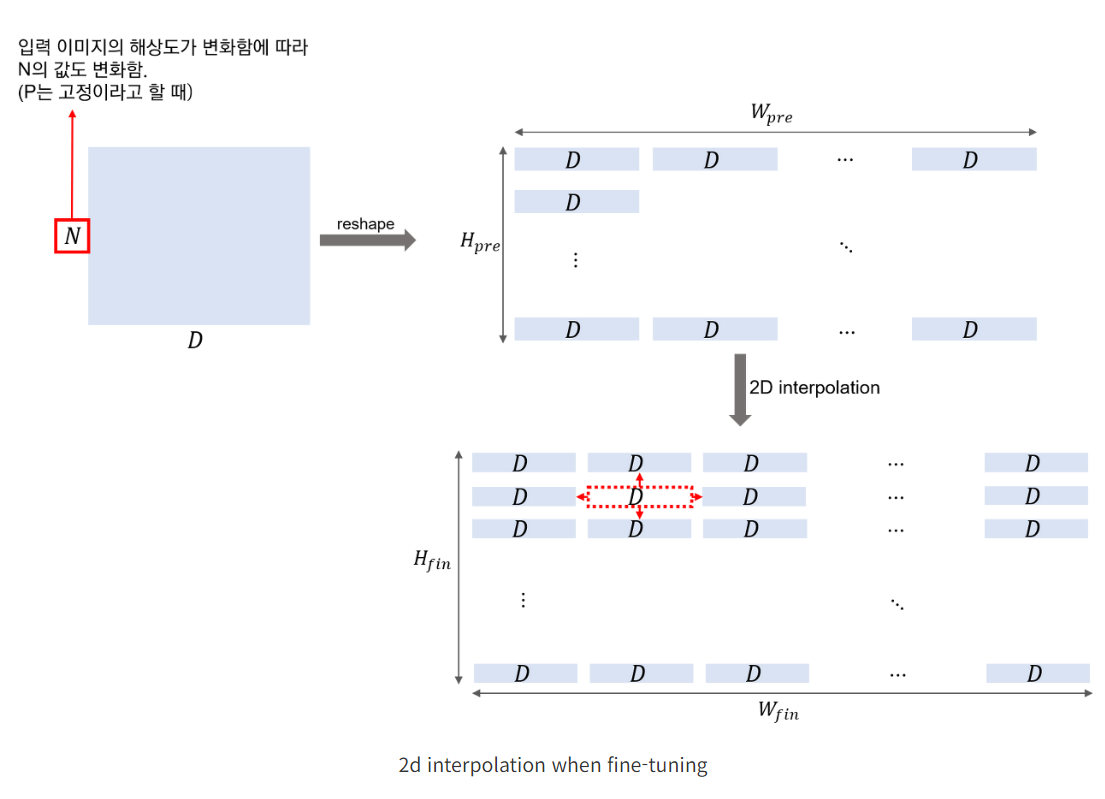 입력 이미지의 해상도가 변화함에 따라
N의 값도 변화함.
(P는 고정이라고 할 때)
N
D
reshape
W_pre
H_pre
D D ... D
D
⋮ ⋱
D D ... D
2D interpolation
H_fin
D D D ... D
D D D ... D
D D D ... D
⋮ ⋱
D D D ... D
W_fin
2d interpolation when fine-tuning